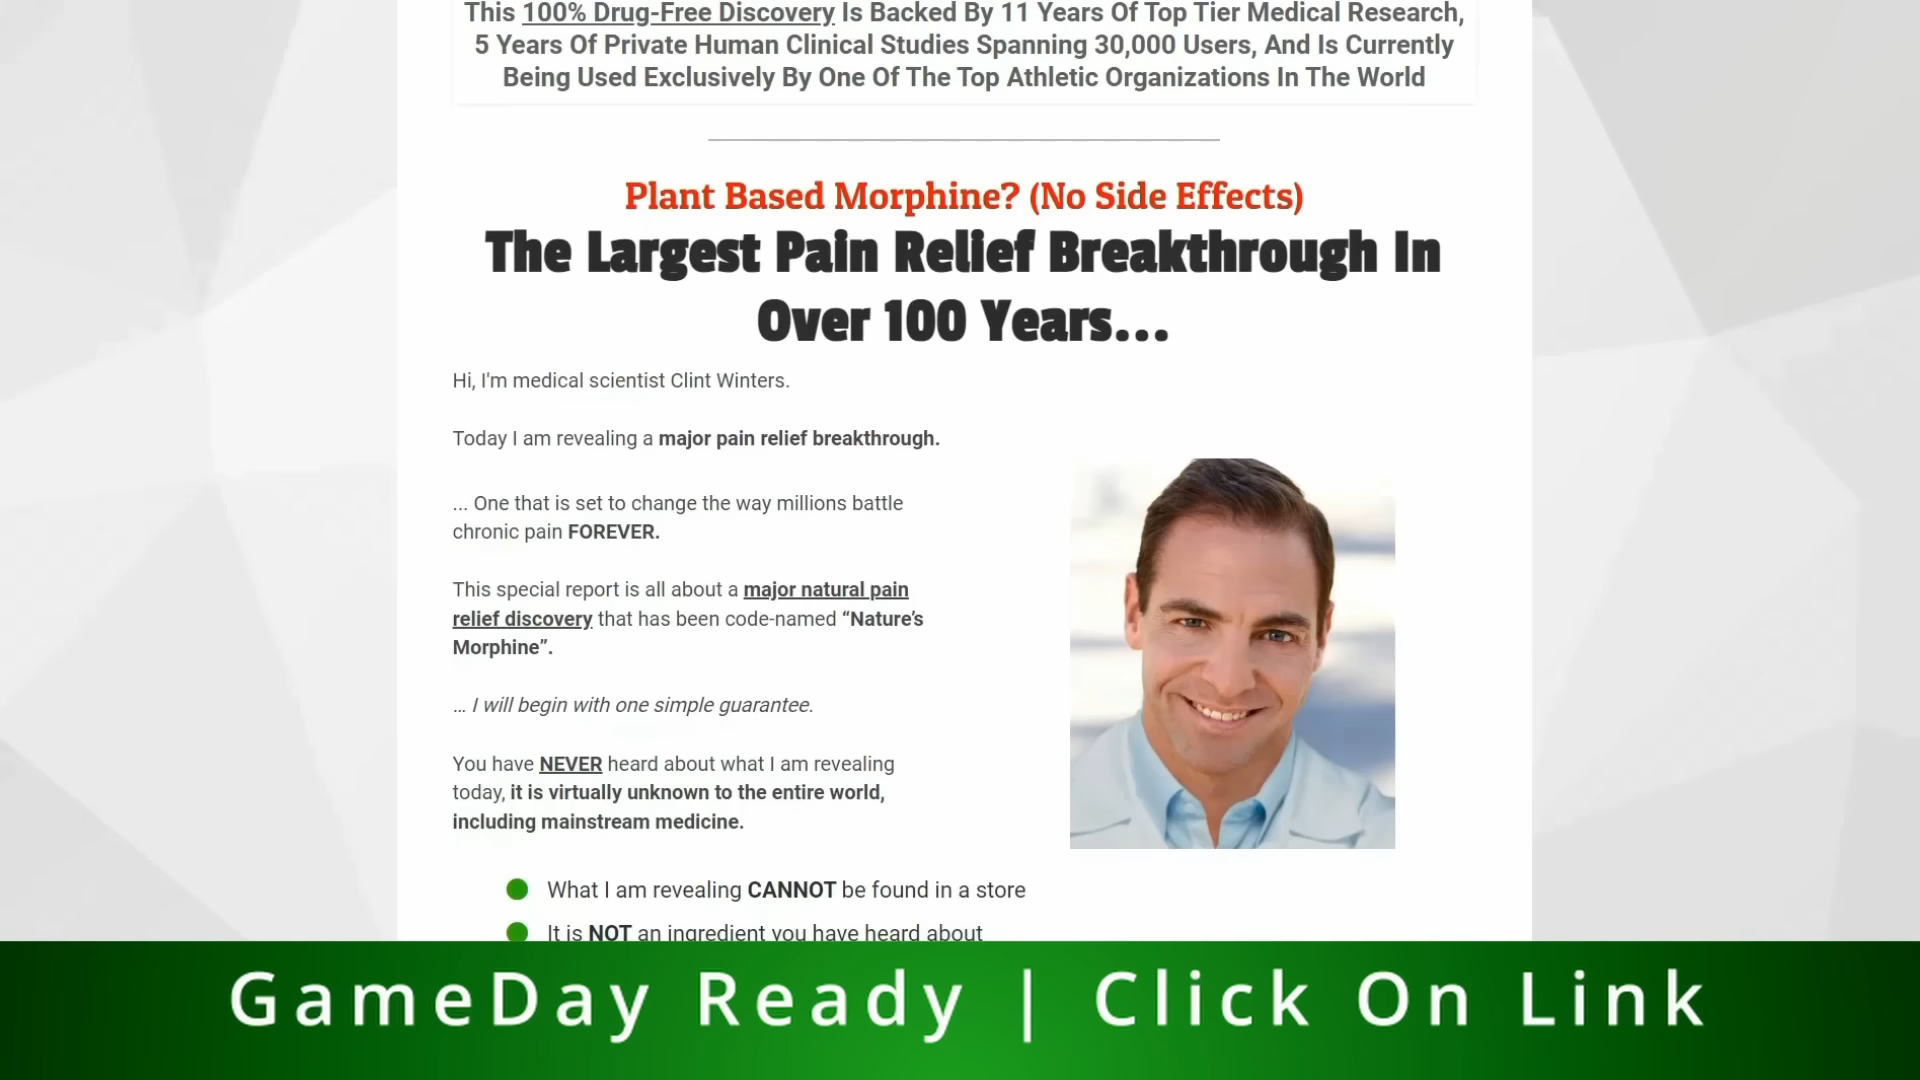 This 100% Drug-Free Discovery Is Backed By 11 Years Of Top Tier Medical Research,
5 Years Of Private Human Clinical Studies Spanning 30,000 Users, And Is Currently
Being Used Exclusively By One Of The Top Athletic Organizations In The World
Plant Based Morphine? (No Side Effects)
The Largest Pain Relief Breakthrough In
Over 100 Years...
Hi, I'm medical scientist Clint Winters.
Today I am revealing a major pain relief breakthrough.
... One that is set to change the way millions battle
chronic pain FOREVER.
This special report is all about a major natural pain
relief discovery that has been code-named “Nature’s
Morphine”.
... I will begin with one simple guarantee.
You have NEVER heard about what I am revealing
today, it is virtually unknown to the entire world,
including mainstream medicine.
What I am revealing CANNOT be found in a store
It is NOT an ingredient you have heard about
GameDay Ready | Click On Link